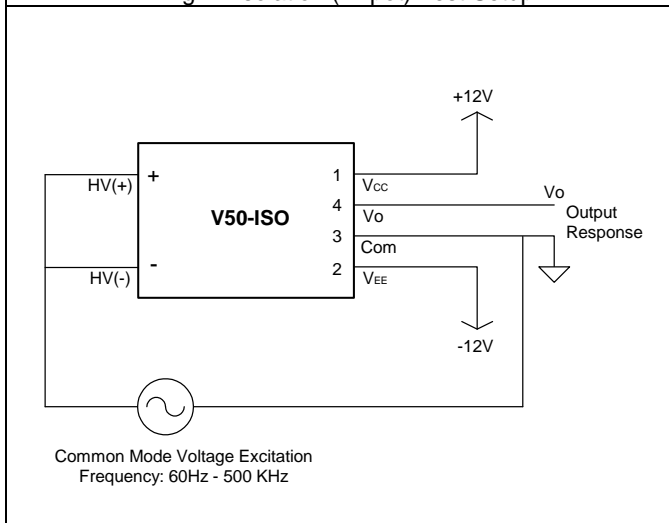 +12V
HV(+)
+
1
Vcc
V50-ISO
4
Vo
Vo
Output
Response
3
Com
HV(-)
-
2
VEE
-12V
Common Mode Voltage Excitation
Frequency: 60Hz - 500 KHz